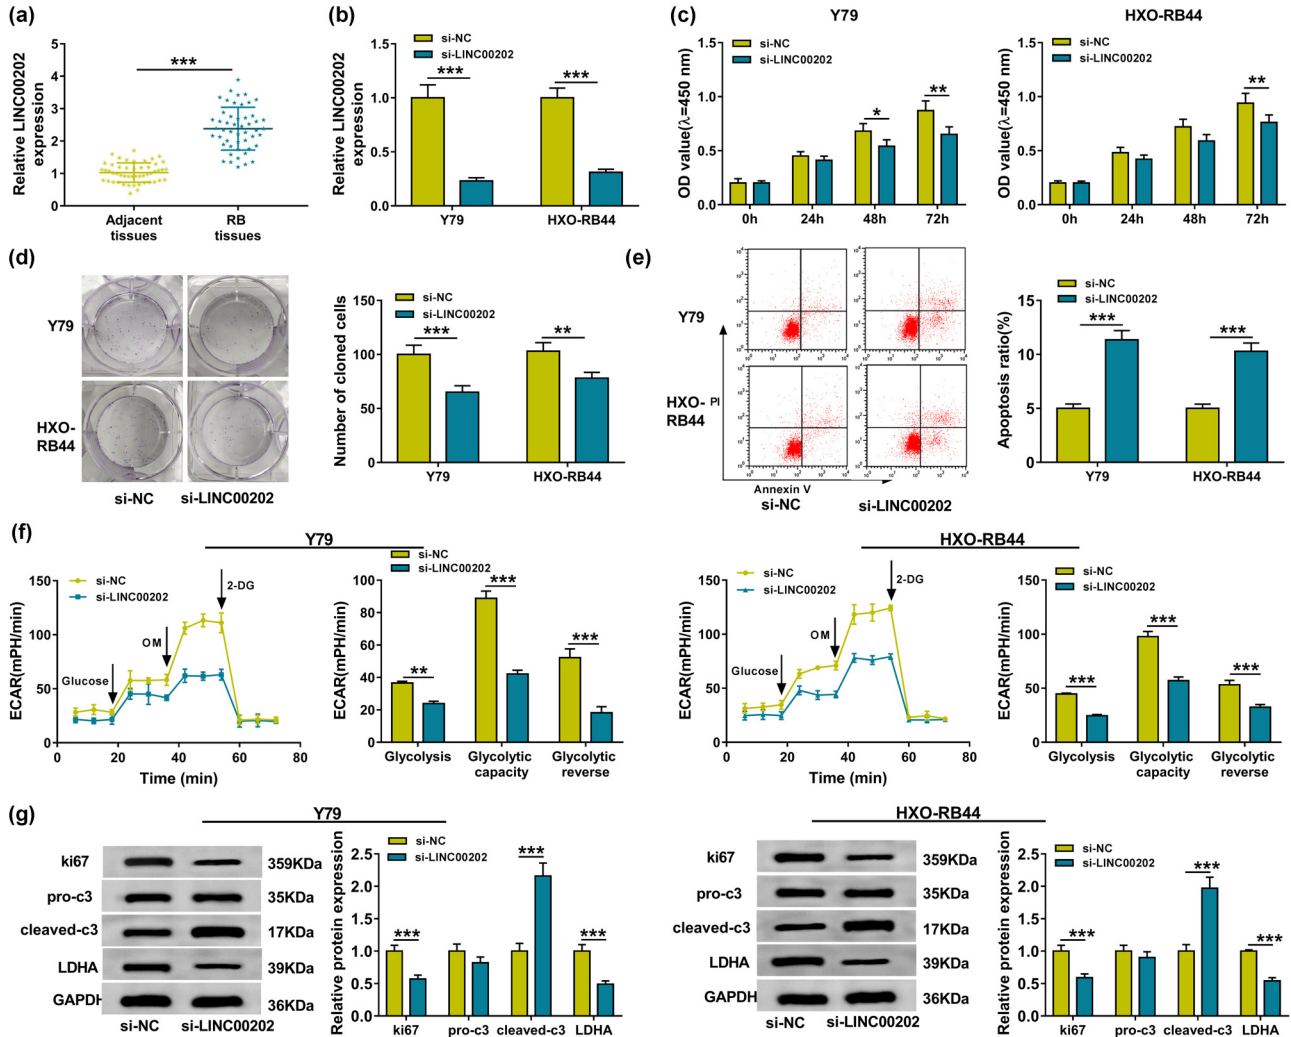 (a)
Relative LINC00202
expression
5
4
3
2
1
0
***
Adjacent
tissues
RB
tissues
(b)
Relative LINC00202
expression
1.5
1.0
0.5
0.0
si-NC
si-LINC00202
***
***
Y79
HXO-RB44
(c)
Y79
OD value(λ=450 nm)
1.5
1.0
0.5
0.0
si-NC
si-LINC00202
*
**
0h
24h
48h
72h
HXO-RB44
OD value(λ=450 nm)
1.5
1.0
0.5
0.0
si-NC
si-LINC00202
**
0h
24h
48h
72h
(d)
Y79
HXO-
RB44
si-NC
si-LINC00202
Number of cloned cells
150
100
50
0
si-NC
si-LINC00202
***
**
Y79
HXO-RB44
(e)
Y79
HXO-
RB44
PI
Annexin V
si-NC
si-LINC00202
Apoptosis ratio(%)
15
10
5
0
si-NC
si-LINC00202
***
***
Y79
HXO-RB44
(f)
Y79
ECAR(mPH/min)
150
100
50
0
si-NC
si-LINC00202
Glucose
OM
2-DG
0
20
40
60
80
Time (min)
ECAR(mPH/min)
100
80
60
40
20
0
si-NC
si-LINC00202
**
***
***
Glycolysis
Glycolytic
capacity
Glycolytic
reverse
HXO-RB44
ECAR(mPH/min)
150
100
50
0
si-NC
si-LINC00202
Glucose
OM
2-DG
0
20
40
60
80
Time (min)
ECAR(mPH/min)
150
100
50
0
si-NC
si-LINC00202
***
***
***
Glycolysis
Glycolytic
capacity
Glycolytic
reverse
(g)
Y79
ki67
359KDa
pro-c3
35KDa
cleaved-c3
17KDa
LDHA
39KDa
GAPDH
36KDa
si-NC
si-LINC00202
Relative protein expression
2.5
2.0
1.5
1.0
0.5
0.0
si-NC
si-LINC00202
***
***
***
ki67
pro-c3
cleaved-c3
LDHA
HXO-RB44
ki67
359KDa
pro-c3
35KDa
cleaved-c3
17KDa
LDHA
39KDa
GAPDH
36KDa
si-NC
si-LINC00202
Relative protein expression
2.5
2.0
1.5
1.0
0.5
0.0
si-NC
si-LINC00202
***
***
***
ki67
pro-c3
cleaved-c3
LDHA